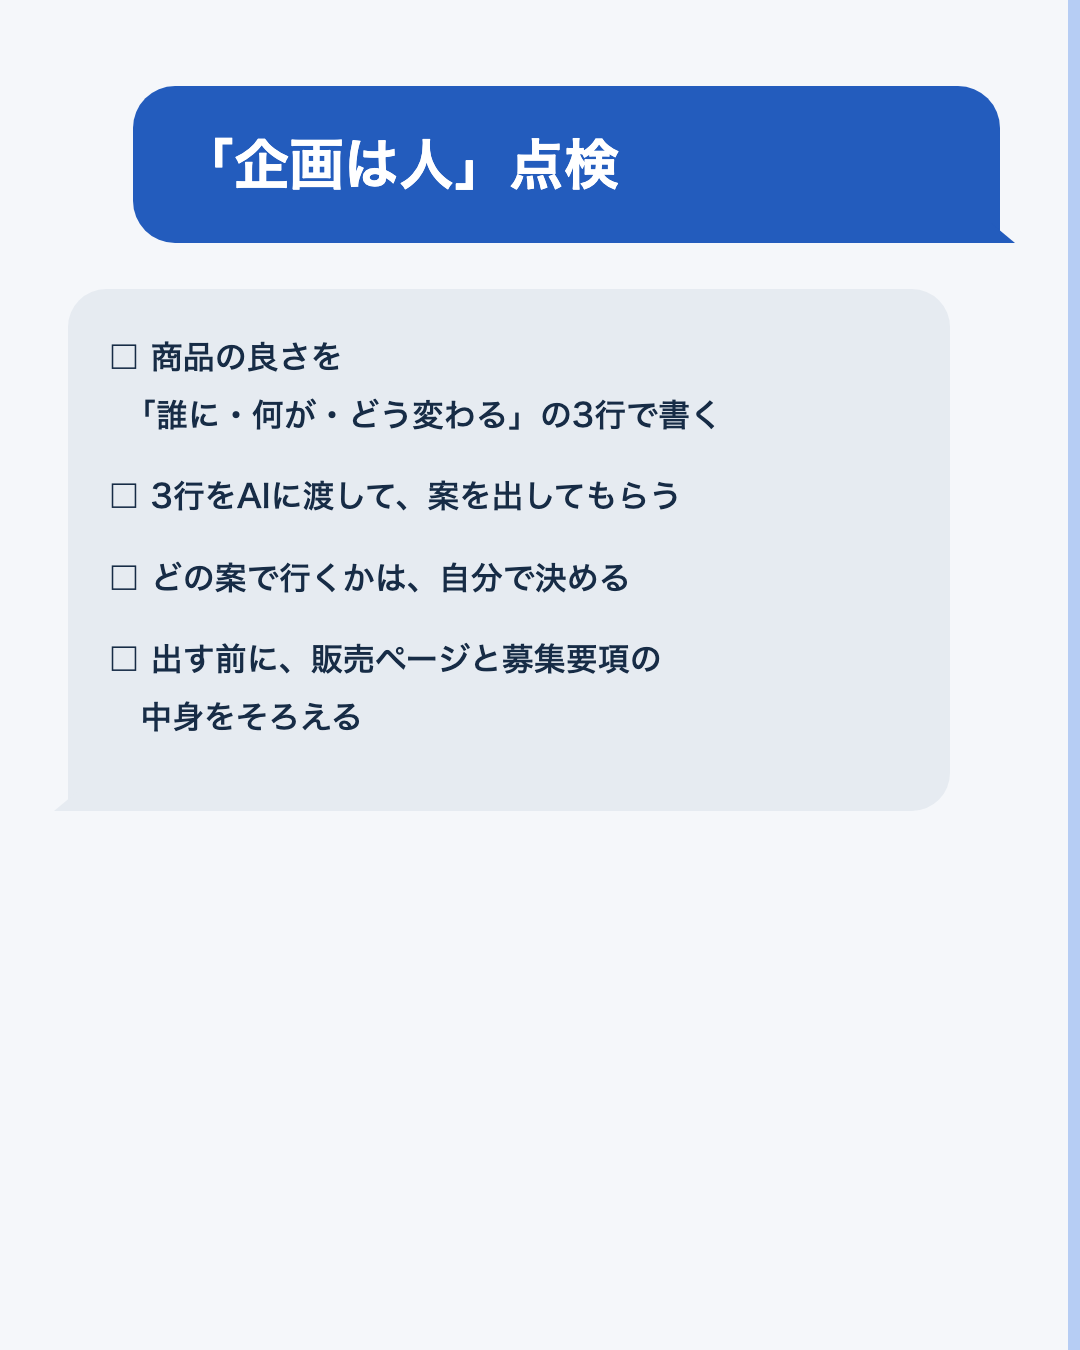 「企画は人」点検
□ 商品の良さを
「誰に・何が・どう変わる」の3行で書く
□ 3行をAIに渡して、案を出してもらう
□ どの案で行くかは、自分で決める
□ 出す前に、販売ページと募集要項の
中身をそろえる